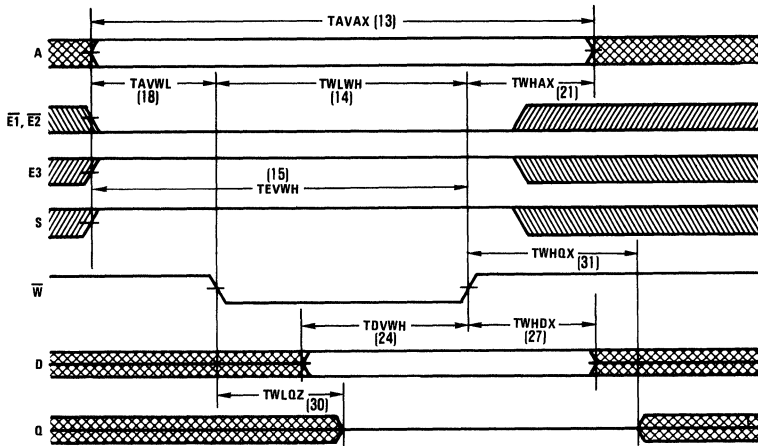 TAVAX (13)
A
TAVWL
(18)
TWLWH
(14)
TWHAX
(21)
E1, E2
E3
(15)
TEVWH
S
TWHQX
(31)
W
TDVWH
(24)
TWHDX
(27)
D
TWLQZ
(30)
Q